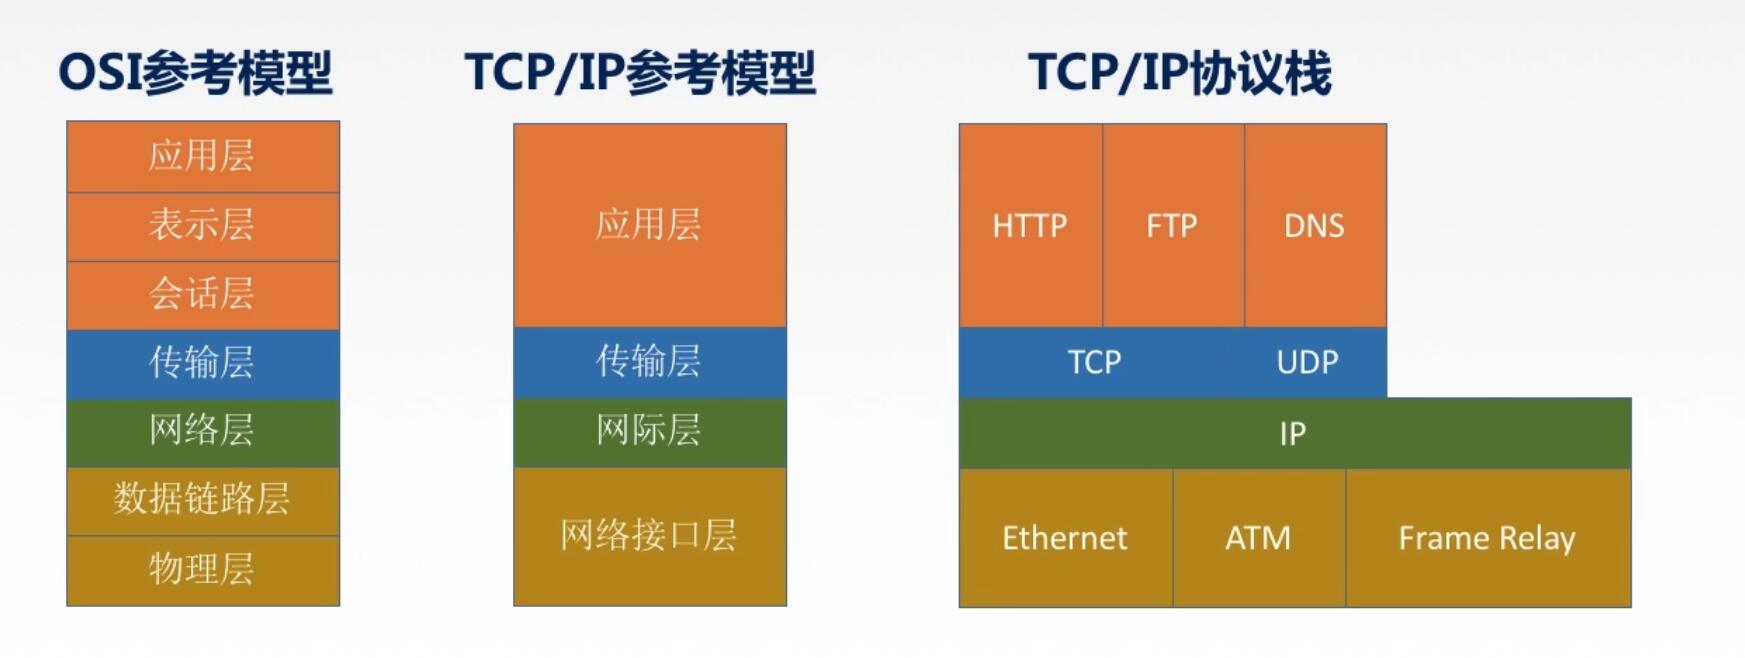 OSI参考模型
应用层
表示层
会话层
传输层
网络层
数据链路层
物理层
TCP/IP参考模型
应用层
传输层
网际层
网络接口层
TCP/IP协议栈
HTTP FTP DNS
TCP UDP
IP
Ethernet ATM Frame Relay